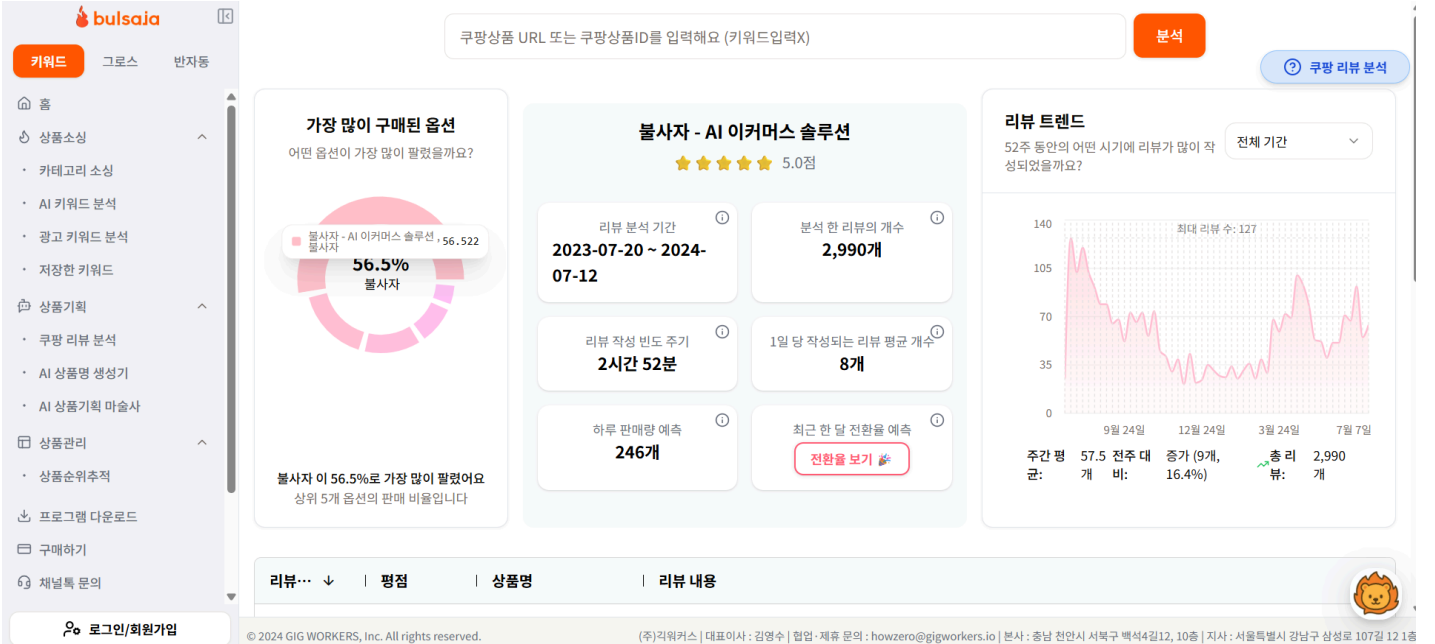 bulsaja
키워드
그로스
반자동
홈
상품소싱
카테고리 소싱
AI 키워드 분석
광고 키워드 분석
저장한 키워드
상품기획
쿠팡 리뷰 분석
AI 상품명 생성기
AI 상품기획 마술사
상품관리
상품순위추적
프로그램 다운로드
구매하기
채널톡 문의
로그인/회원가입
쿠팡상품 URL 또는 쿠팡상품ID를 입력해요 (키워드입력X)
분석
쿠팡 리뷰 분석
가장 많이 구매된 옵션
어떤 옵션이 가장 많이 팔렸을까요?
불사자 - AI 이커머스 솔루션,
불사자
56.522
56.5%
불사자
불사자 이 56.5%로 가장 많이 팔렸어요
상위 5개 옵션의 판매 비율입니다
불사자 - AI 이커머스 솔루션
5.0점
리뷰 분석 기간
2023-07-20 ~ 2024-
07-12
분석 한 리뷰의 개수
2,990개
리뷰 작성 빈도 주기
2시간 52분
1일 당 작성되는 리뷰 평균 개수
8개
하루 판매량 예측
246개
최근 한 달 전환율 예측
전환율 보기
리뷰 트렌드
52주 동안의 어떤 시기에 리뷰가 많이 작
성되었을까요?
전체 기간
최대 리뷰 수: 127
140
105
70
35
0
9월 24일
12월 24일
3월 24일
7월 7일
주간 평
균:
57.5
개
전주 대
비:
증가 (9개,
16.4%)
총 리
뷰:
2,990
개
리뷰…
평점
상품명
리뷰 내용
© 2024 GIG WORKERS, Inc. All rights reserved.
(주)긱워커스 | 대표이사 : 김영수 | 협업·제휴 문의 : howzero@gigworkers.io | 본사 : 충남 천안시 서북구 백석4길12, 10층 | 지사 : 서울특별시 강남구 삼성로 107길 12 1층